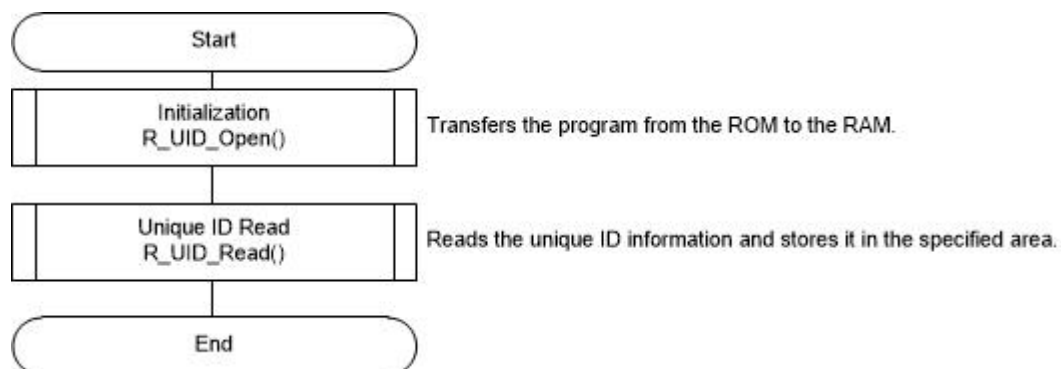 Start
Initialization
R_UID_Open()
Transfers the program from the ROM to the RAM.
Unique ID Read
R_UID_Read()
Reads the unique ID information and stores it in the specified area.
End